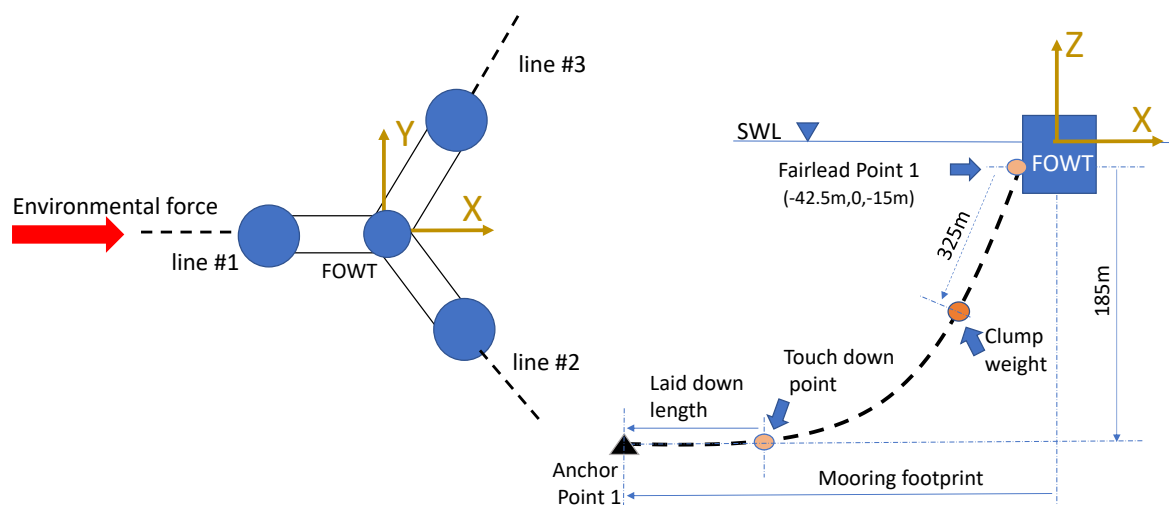 line #3
Y
X
Environmental force
line #1
FOWT
line #2
Z
X
SWL
FOWT
Fairlead Point 1
(-42.5m,0,-15m)
325m
185m
Clump
weight
Touch down
point
Laid down
length
Anchor
Point 1
Mooring footprint